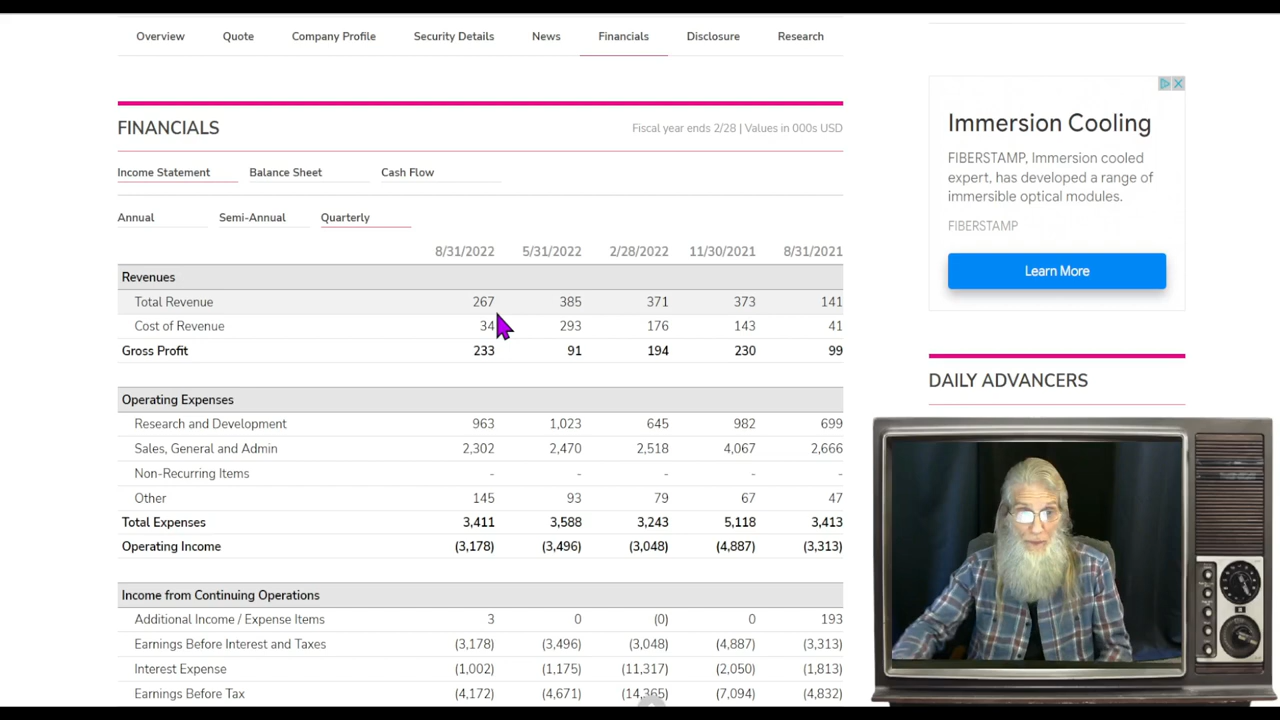 Overview Quote Company Profile Security Details News Financials Disclosure Research
FINANCIALS
Fiscal year ends 2/28 | Values in 000s USD
Income Statement Balance Sheet Cash Flow
Annual Semi-Annual Quarterly
8/31/2022 5/31/2022 2/28/2022 11/30/2021 8/31/2021
Revenues
Total Revenue 267 385 371 373 141
Cost of Revenue 34 293 176 143 41
Gross Profit 233 91 194 230 99
Operating Expenses
Research and Development 963 1,023 645 982 699
Sales, General and Admin 2,302 2,470 2,518 4,067 2,666
Non-Recurring Items - - - - -
Other 145 93 79 67 47
Total Expenses 3,411 3,588 3,243 5,118 3,413
Operating Income (3,178) (3,496) (3,048) (4,887) (3,313)
Income from Continuing Operations
Additional Income / Expense Items 3 0 (0) 0 193
Earnings Before Interest and Taxes (3,178) (3,496) (3,048) (4,887) (3,313)
Interest Expense (1,002) (1,175) (11,317) (2,050) (1,813)
Earnings Before Tax (4,172) (4,671) (14,365) (7,094) (4,832)
Immersion Cooling
FIBERSTAMP, Immersion cooled
expert, has developed a range of
immersible optical modules.
FIBERSTAMP
Learn More
DAILY ADVANCERS